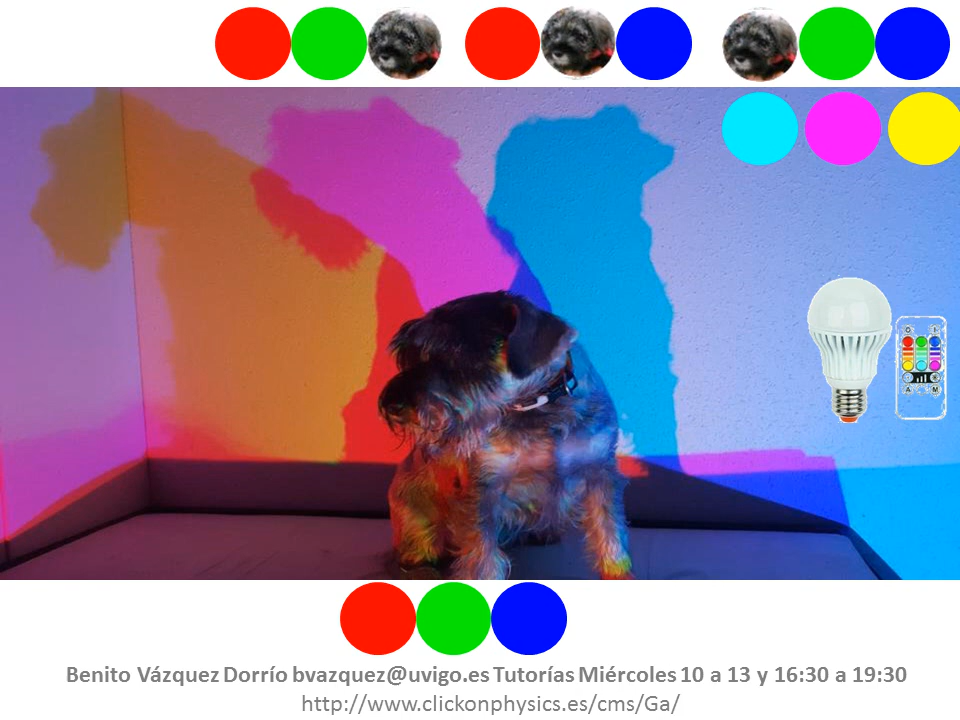 Benito Vázquez Dorrío bvazquez@uvigo.es Tutorías Miércoles 10 a 13 y 16:30 a 19:30
http://www.clickonphysics.es/cms/Ga/